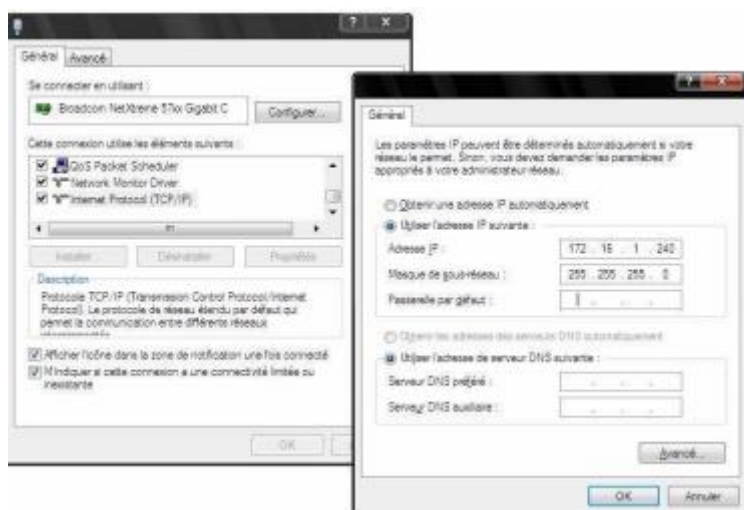 Général
Avancé
Se connecter en utilisant :
Broadcom NetXtreme 57xx Gigabit C
Configurer...
Cette connexion utilise les éléments suivants :
QoS Packet Scheduler
Network Monitor Driver
Internet Protocol (TCP/IP)
Installer...
Désinstaller
Propriétés
Description
Protocole TCP/IP (Transmission Control Protocol/Internet
Protocol). Le protocole de réseau étendu par défaut qui
permet la communication entre différents réseaux
Afficher l'icône dans la zone de notification une fois connecté
M'indiquer si cette connexion a une connectivité limitée ou
inexistante
OK
Général
Les paramètres IP peuvent être déterminés automatiquement si votre
réseau le permet. Sinon, vous devez demander les paramètres IP
appropriés à votre administrateur réseau.
Obtenir une adresse IP automatiquement
Utiliser l'adresse IP suivante :
Adresse IP : 172 . 16 . 1 . 240
Masque de sous-réseau : 255 . 255 . 255 . 0
Passerelle par défaut :
Obtenir les adresses des serveurs DNS automatiquement
Utiliser l'adresse de serveur DNS suivante :
Serveur DNS préféré :
Serveur DNS auxiliaire :
Avancé...
OK
Annuler